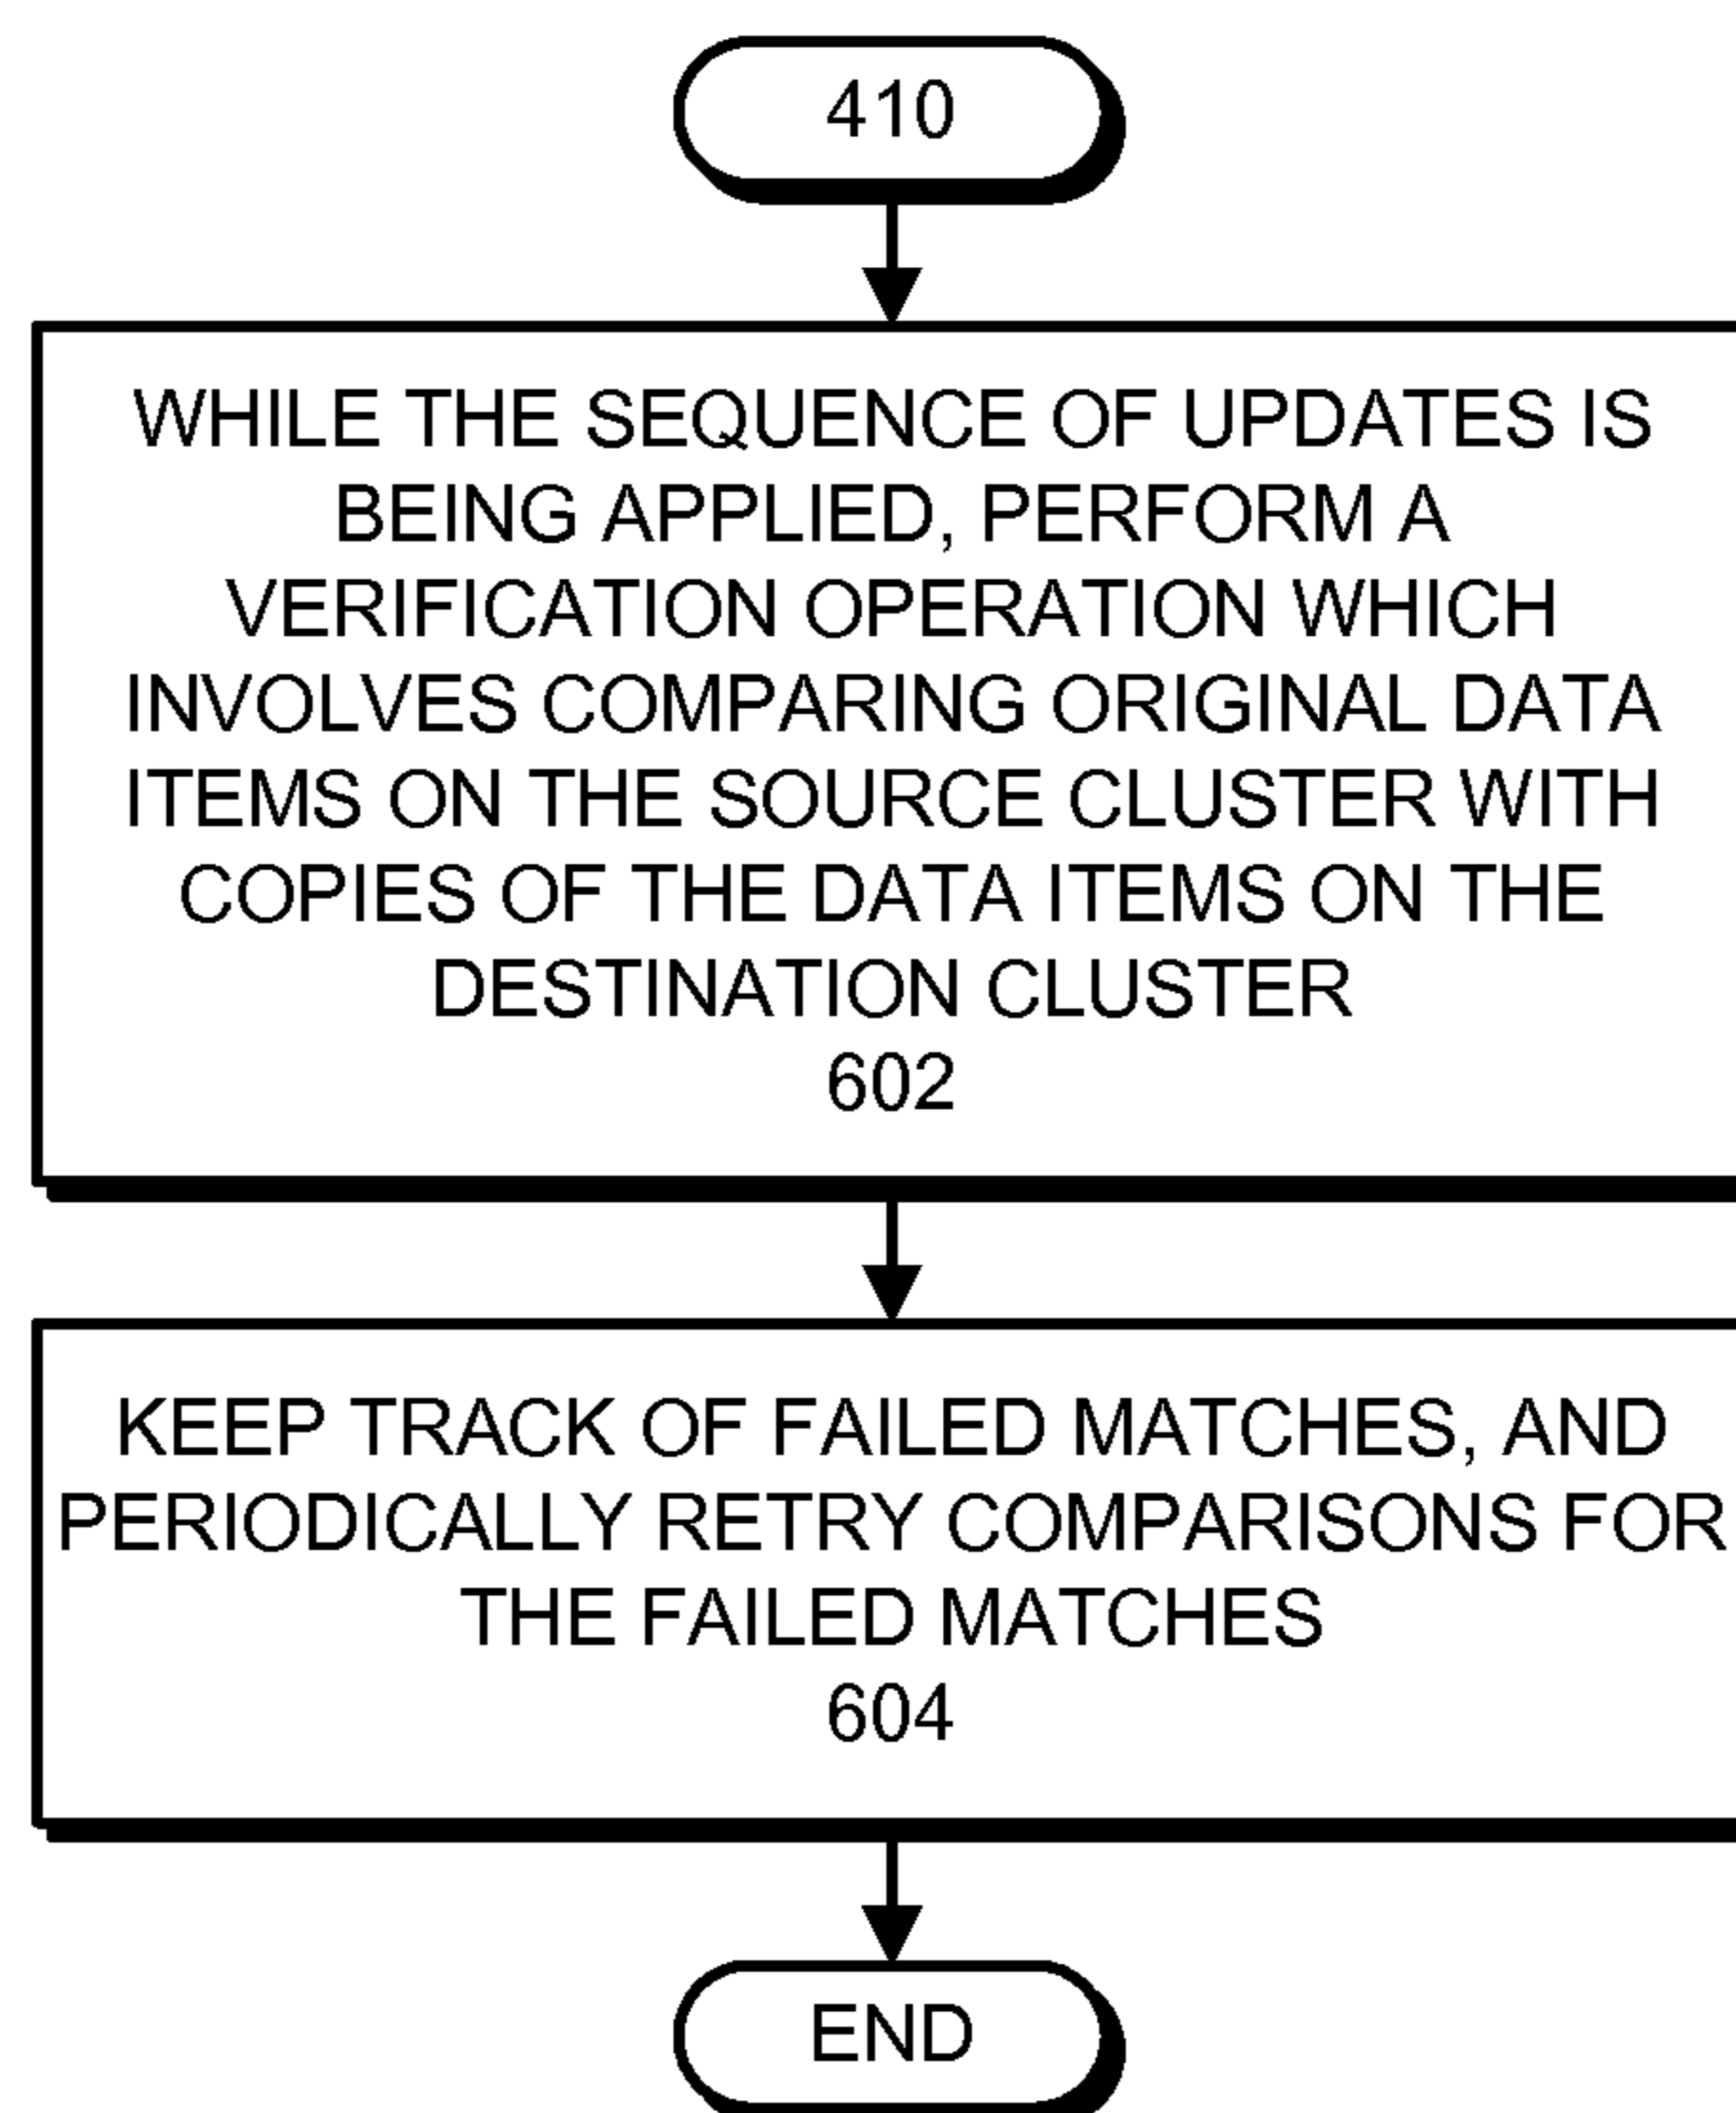 410
WHILE THE SEQUENCE OF UPDATES IS
BEING APPLIED, PERFORM A
VERIFICATION OPERATION WHICH
INVOLVES COMPARING ORIGINAL DATA
ITEMS ON THE SOURCE CLUSTER WITH
COPIES OF THE DATA ITEMS ON THE
DESTINATION CLUSTER
602
KEEP TRACK OF FAILED MATCHES, AND
PERIODICALLY RETRY COMPARISONS FOR
THE FAILED MATCHES
604
END